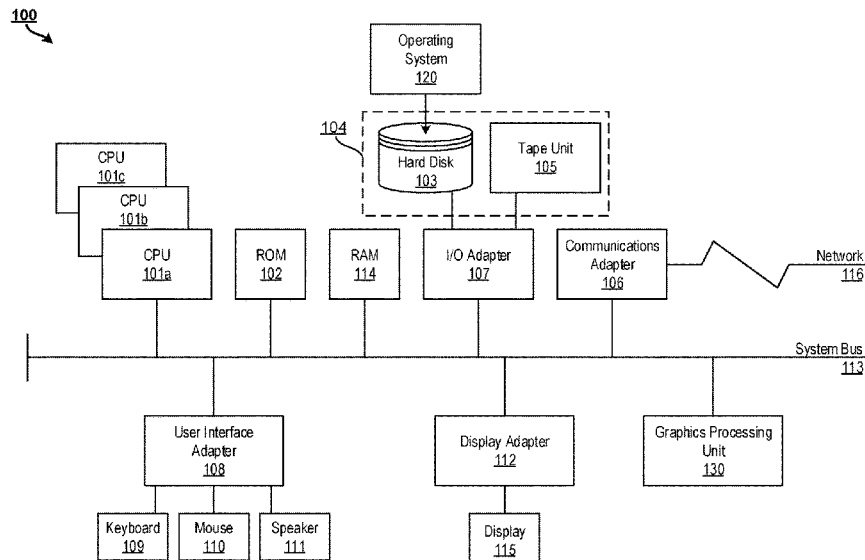 100
Operating
System
120
104
Hard Disk
103
Tape Unit
105
CPU
101c
CPU
101b
CPU
101a
ROM
102
RAM
114
I/O Adapter
107
Communications
Adapter
106
Network
116
System Bus
113
User Interface
Adapter
108
Display Adapter
112
Graphics Processing
Unit
130
Keyboard
109
Mouse
110
Speaker
111
Display
115